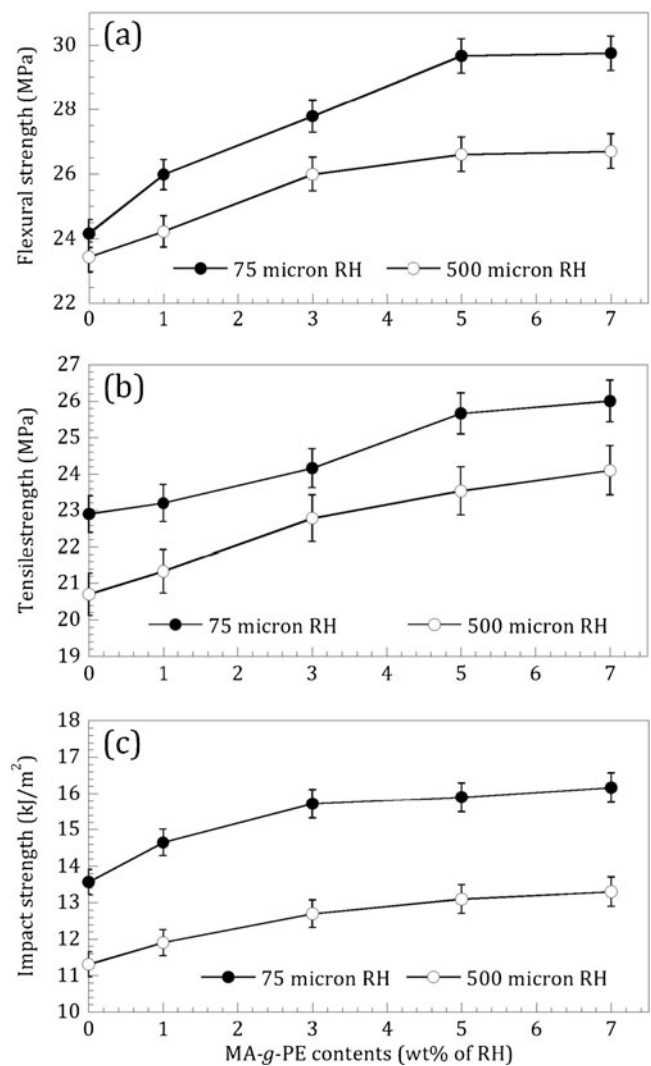 (a)
Flexural strength (MPa)
30
28
26
24
22
75 micron RH
500 micron RH
0 1 2 3 4 5 6 7
(b)
Tensilestrength (MPa)
27
26
25
24
23
22
21
20
19
75 micron RH
500 micron RH
0 1 2 3 4 5 6 7
(c)
Impact strength (kJ/m²)
18
17
16
15
14
13
12
11
10
75 micron RH
500 micron RH
0 1 2 3 4 5 6 7
MA-g-PE contents (wt% of RH)